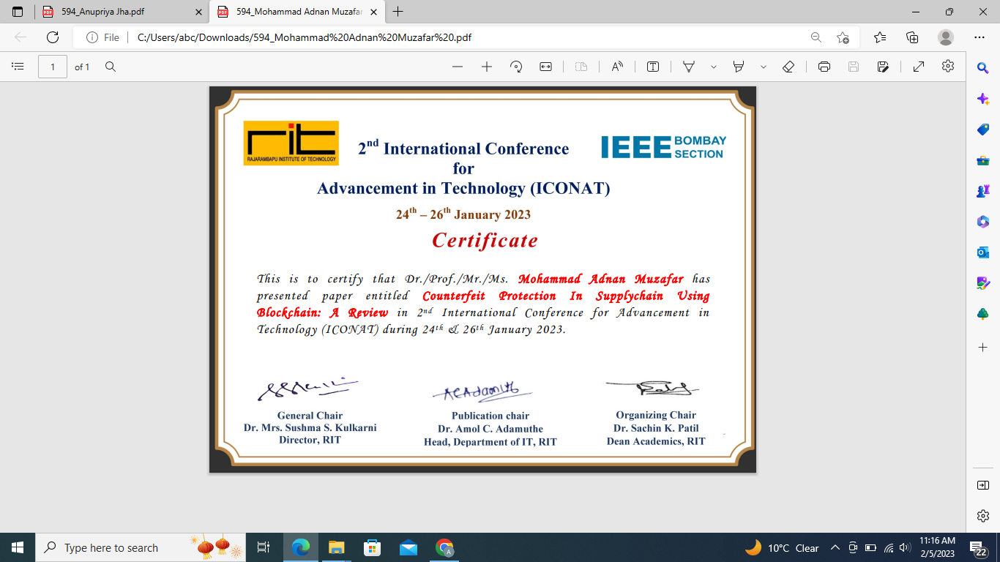 594_Anupriya Jha.pdf
594_Mohammad Adnan Muzafar
File
C:/Users/abc/Downloads/594_Mohammad%20Adnan%20Muzafar%20.pdf
1 of 1
rit
RAJARAMBAPU INSTITUTE OF TECHNOLOGY
IEEE BOMBAY SECTION
2nd International Conference
for
Advancement in Technology (ICONAT)
24th – 26th January 2023
Certificate
This is to certify that Dr./Prof./Mr./Ms. Mohammad Adnan Muzafar has
presented paper entitled Counterfeit Protection In Supplychain Using
Blockchain: A Review in 2nd International Conference for Advancement in
Technology (ICONAT) during 24th & 26th January 2023.
General Chair
Dr. Mrs. Sushma S. Kulkarni
Director, RIT
Publication chair
Dr. Amol C. Adamuthe
Head, Department of IT, RIT
Organizing Chair
Dr. Sachin K. Patil
Dean Academics, RIT
Type here to search
10°C Clear
11:16 AM
2/5/2023
22